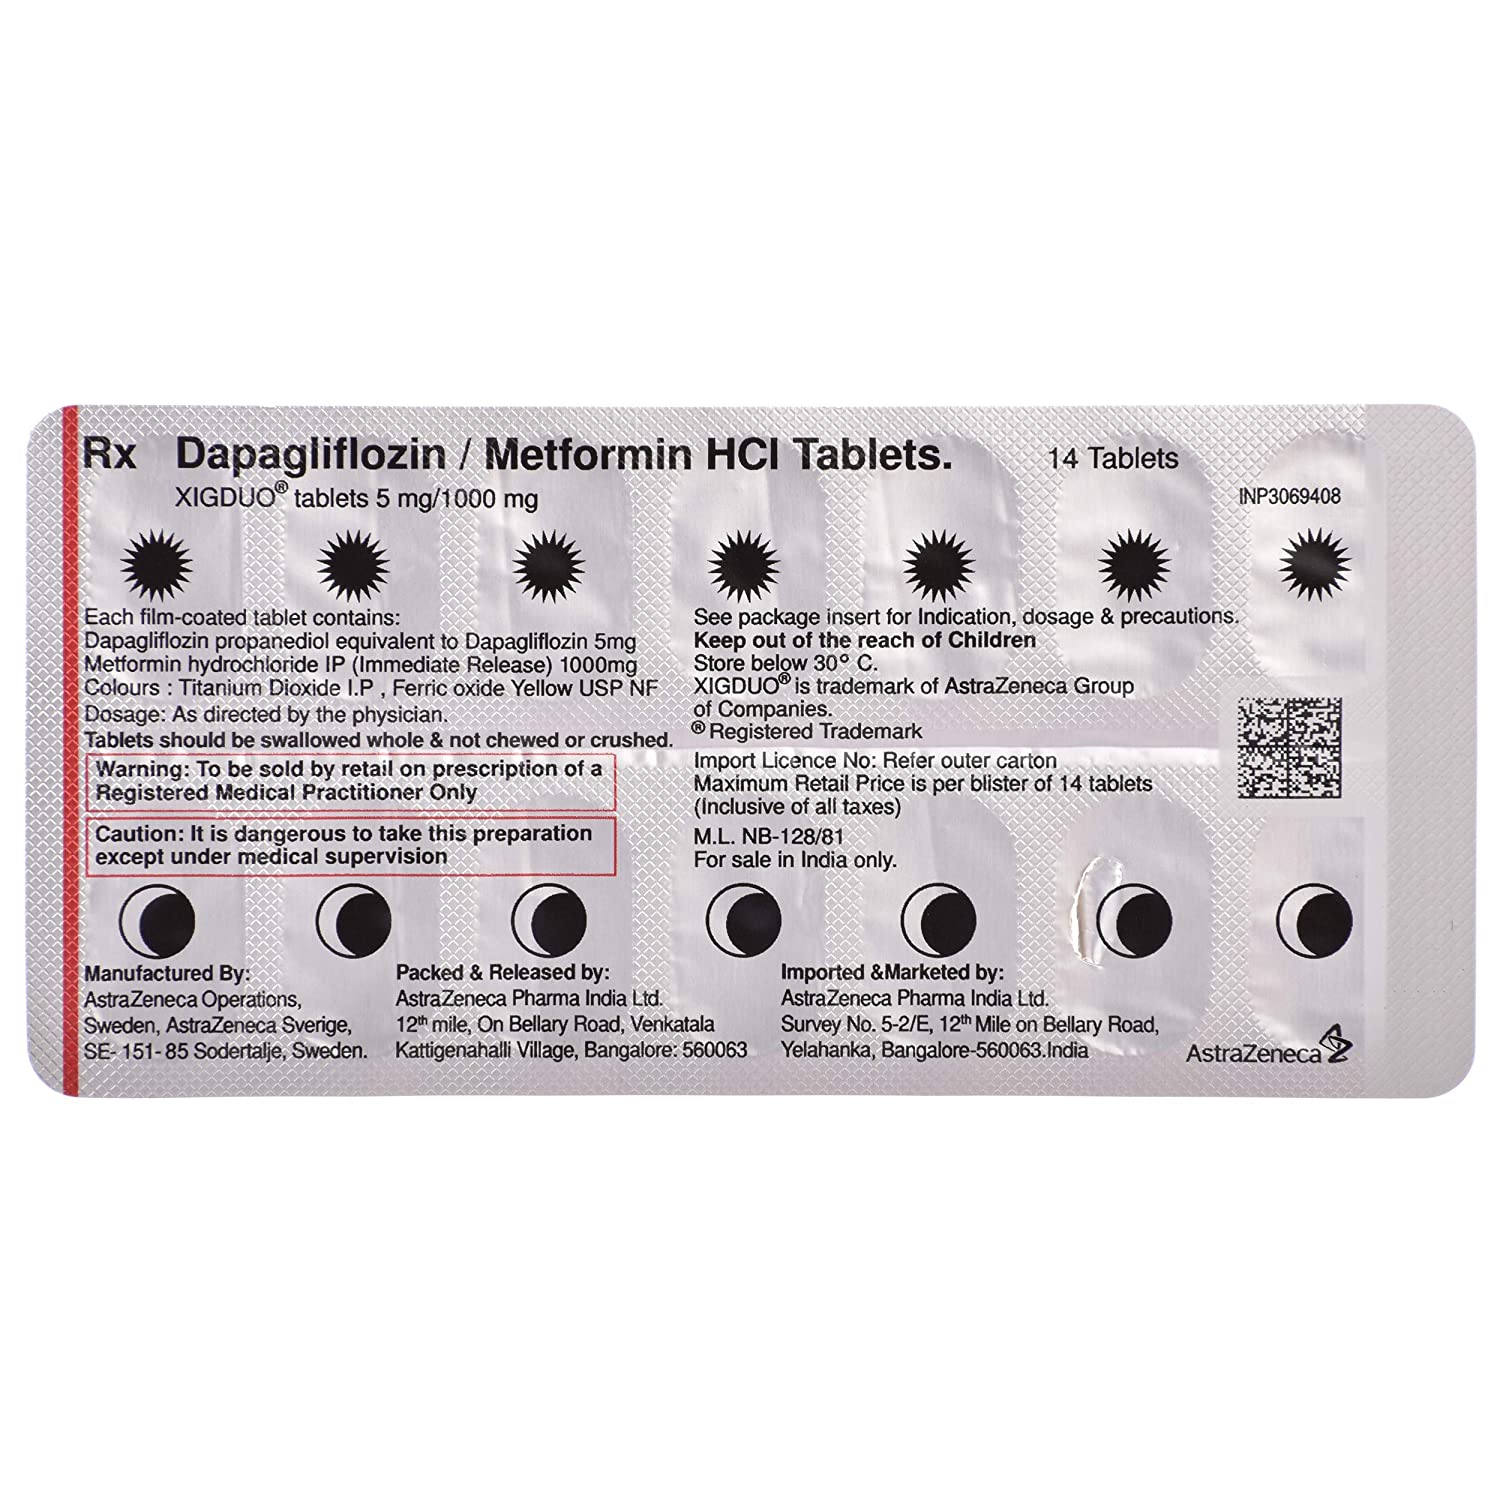 Rx Dapagliflozin / Metformin HCl Tablets. 14 Tablets
XIGDUO® tablets 5 mg/1000 mg
INP3069408
Each film-coated tablet contains:
Dapagliflozin propanediol equivalent to Dapagliflozin 5mg
Metformin hydrochloride IP (Immediate Release) 1000mg
Colours : Titanium Dioxide I.P , Ferric oxide Yellow USP NF
Dosage: As directed by the physician.
Tablets should be swallowed whole & not chewed or crushed.
Warning: To be sold by retail on prescription of a
Registered Medical Practitioner Only
Caution: It is dangerous to take this preparation
except under medical supervision
See package insert for Indication, dosage & precautions.
Keep out of the reach of Children
Store below 30° C.
XIGDUO® is trademark of AstraZeneca Group
of Companies.
® Registered Trademark
Import Licence No: Refer outer carton
Maximum Retail Price is per blister of 14 tablets
(Inclusive of all taxes)
M.L. NB-128/81
For sale in India only.
Manufactured By:
AstraZeneca Operations,
Sweden, AstraZeneca Sverige,
SE- 151- 85 Sodertalje, Sweden.
Packed & Released by:
AstraZeneca Pharma India Ltd.
12th mile, On Bellary Road, Venkatala
Kattigenahalli Village, Bangalore: 560063
Imported &Marketed by:
AstraZeneca Pharma India Ltd.
Survey No. 5-2/E, 12th Mile on Bellary Road,
Yelahanka, Bangalore-560063.India
AstraZeneca